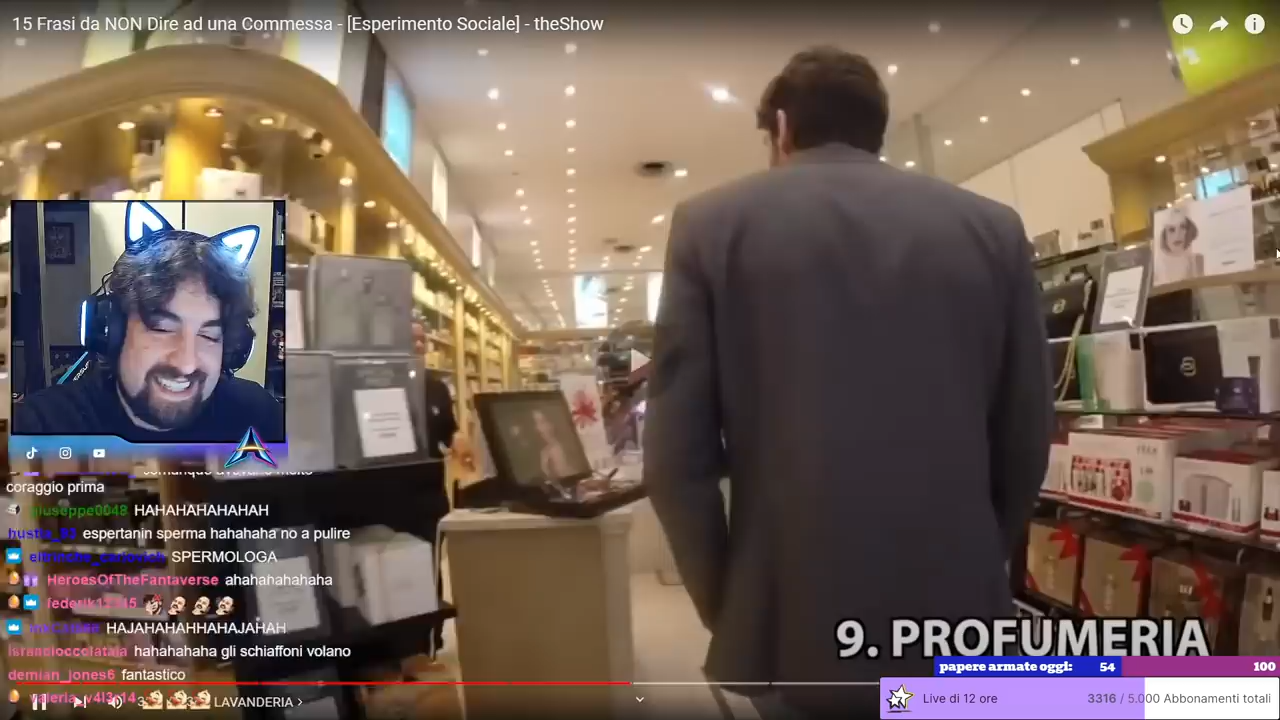 15 Frasi da NON Dire ad una Commessa - [Esperimento Sociale] - theShow
coraggio prima
giuseppe0048 HAHAHAHAHAHAH
espertanin sperma hahahaha no a pulire
SPERMOLOGA
HeroesOfTheFantaverse ahahahahahaha
HAJAHAHAHHAHAJAHAH
hahahahaha gli schiaffoni volano
demian_jones6 fantastico
LAVANDERIA >
9. PROFUMERIA
papere armate oggi: 54 100
Live di 12 ore 3316 / 5.000 Abbonamenti totali